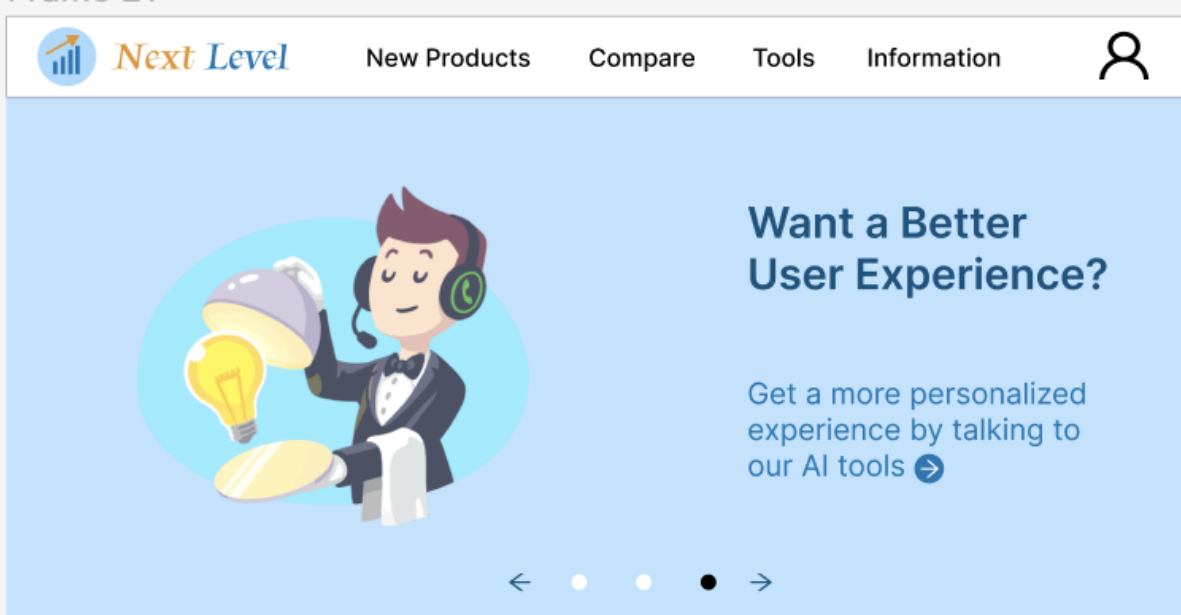 Next Level
New Products
Compare
Tools
Information
Want a Better
User Experience?
Get a more personalized
experience by talking to
our AI tools